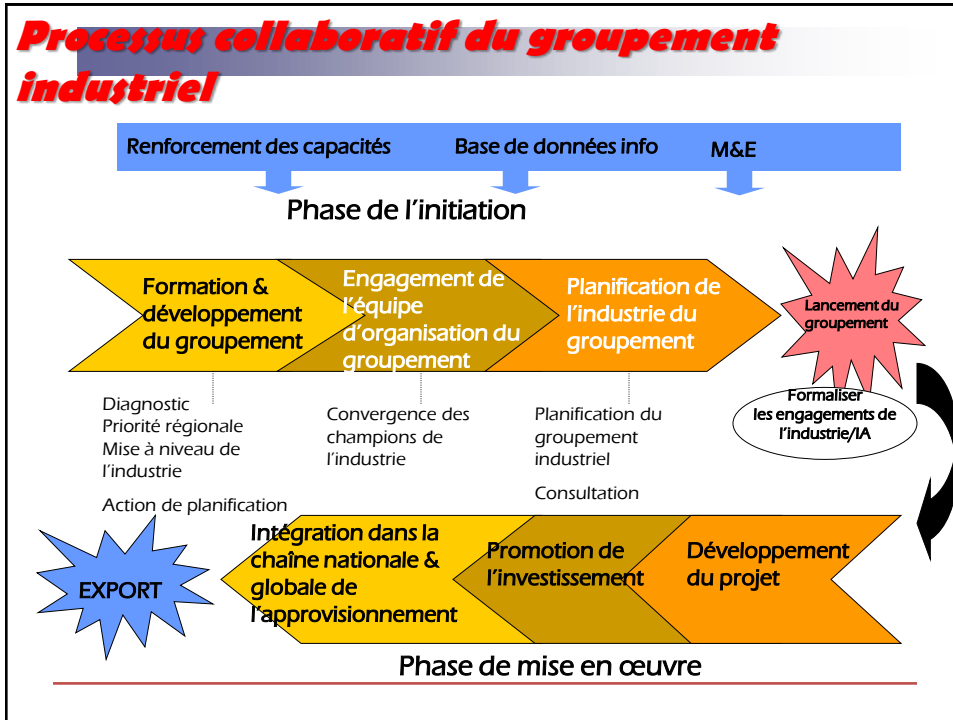 Processus collaboratif du groupement
industriel
Renforcement des capacités
Base de données info
M&E
Phase de l'initiation
Formation &
développement
du groupement
Engagement de
l'équipe
d'organisation du
groupement
Planification de
l'industrie du
groupement
Lancement du
groupement
Diagnostic
Priorité régionale
Mise à niveau de
l'industrie
Action de planification
Convergence des
champions de
l'industrie
Planification du
groupement
industriel
Consultation
Formaliser
les engagements de
l'industrie/IA
EXPORT
Intégration dans la
chaîne nationale &
globale de
l'approvisionnement
Promotion de
l'investissement
Développement
du projet
Phase de mise en œuvre